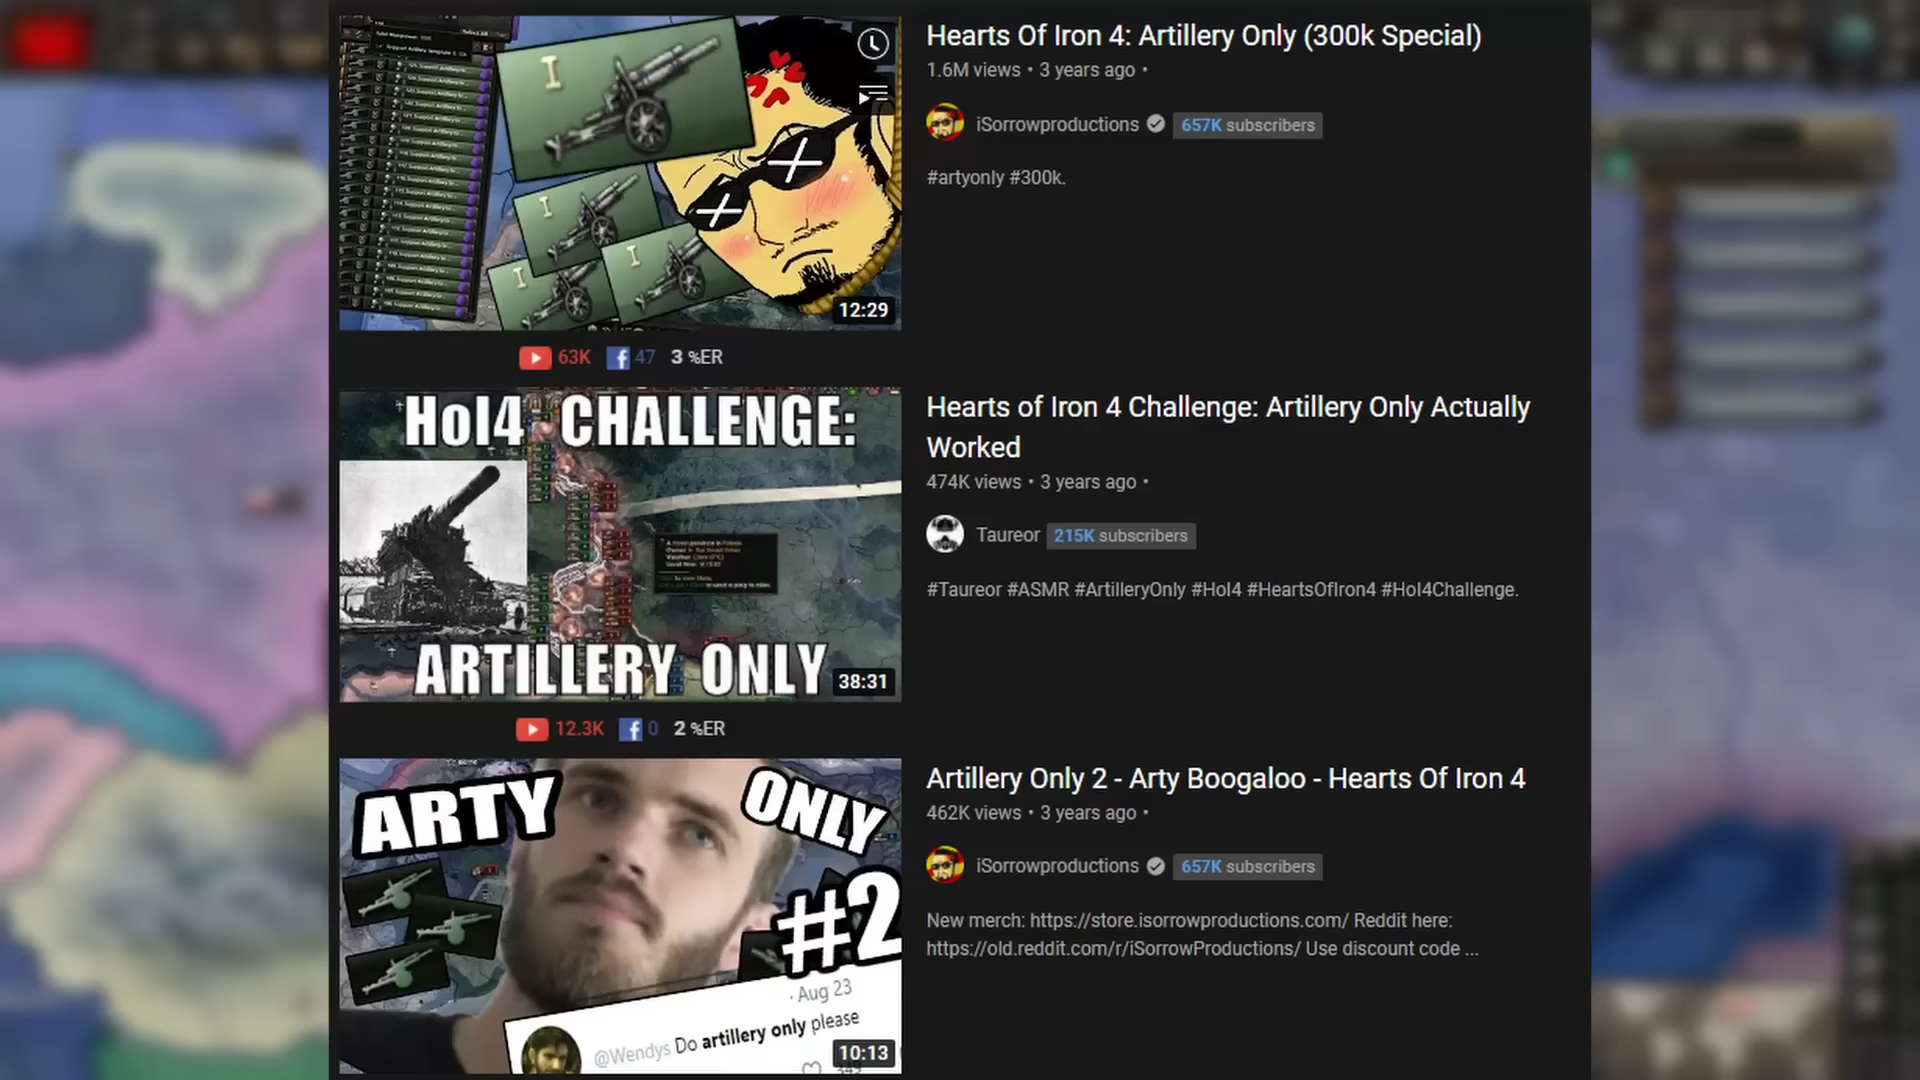 Hearts Of Iron 4: Artillery Only (300k Special)
1.6M views • 3 years ago •
iSorrowproductions 657K subscribers
#artyonly #300k.
I
I
I
I
12:29
63K 47 3 %ER
HoI4 CHALLENGE:
ARTILLERY ONLY
38:31
Hearts of Iron 4 Challenge: Artillery Only Actually
Worked
474K views • 3 years ago •
Taureor 215K subscribers
#Taureor #ASMR #ArtilleryOnly #HoI4 #HeartsOfIron4 #HoI4Challenge.
12.3K 0 2 %ER
ARTY ONLY
#2
· Aug 23
@Wendys Do artillery only please
10:13
Artillery Only 2 - Arty Boogaloo - Hearts Of Iron 4
462K views • 3 years ago •
iSorrowproductions 657K subscribers
New merch: https://store.isorrowproductions.com/ Reddit here:
https://old.reddit.com/r/iSorrowProductions/ Use discount code ...